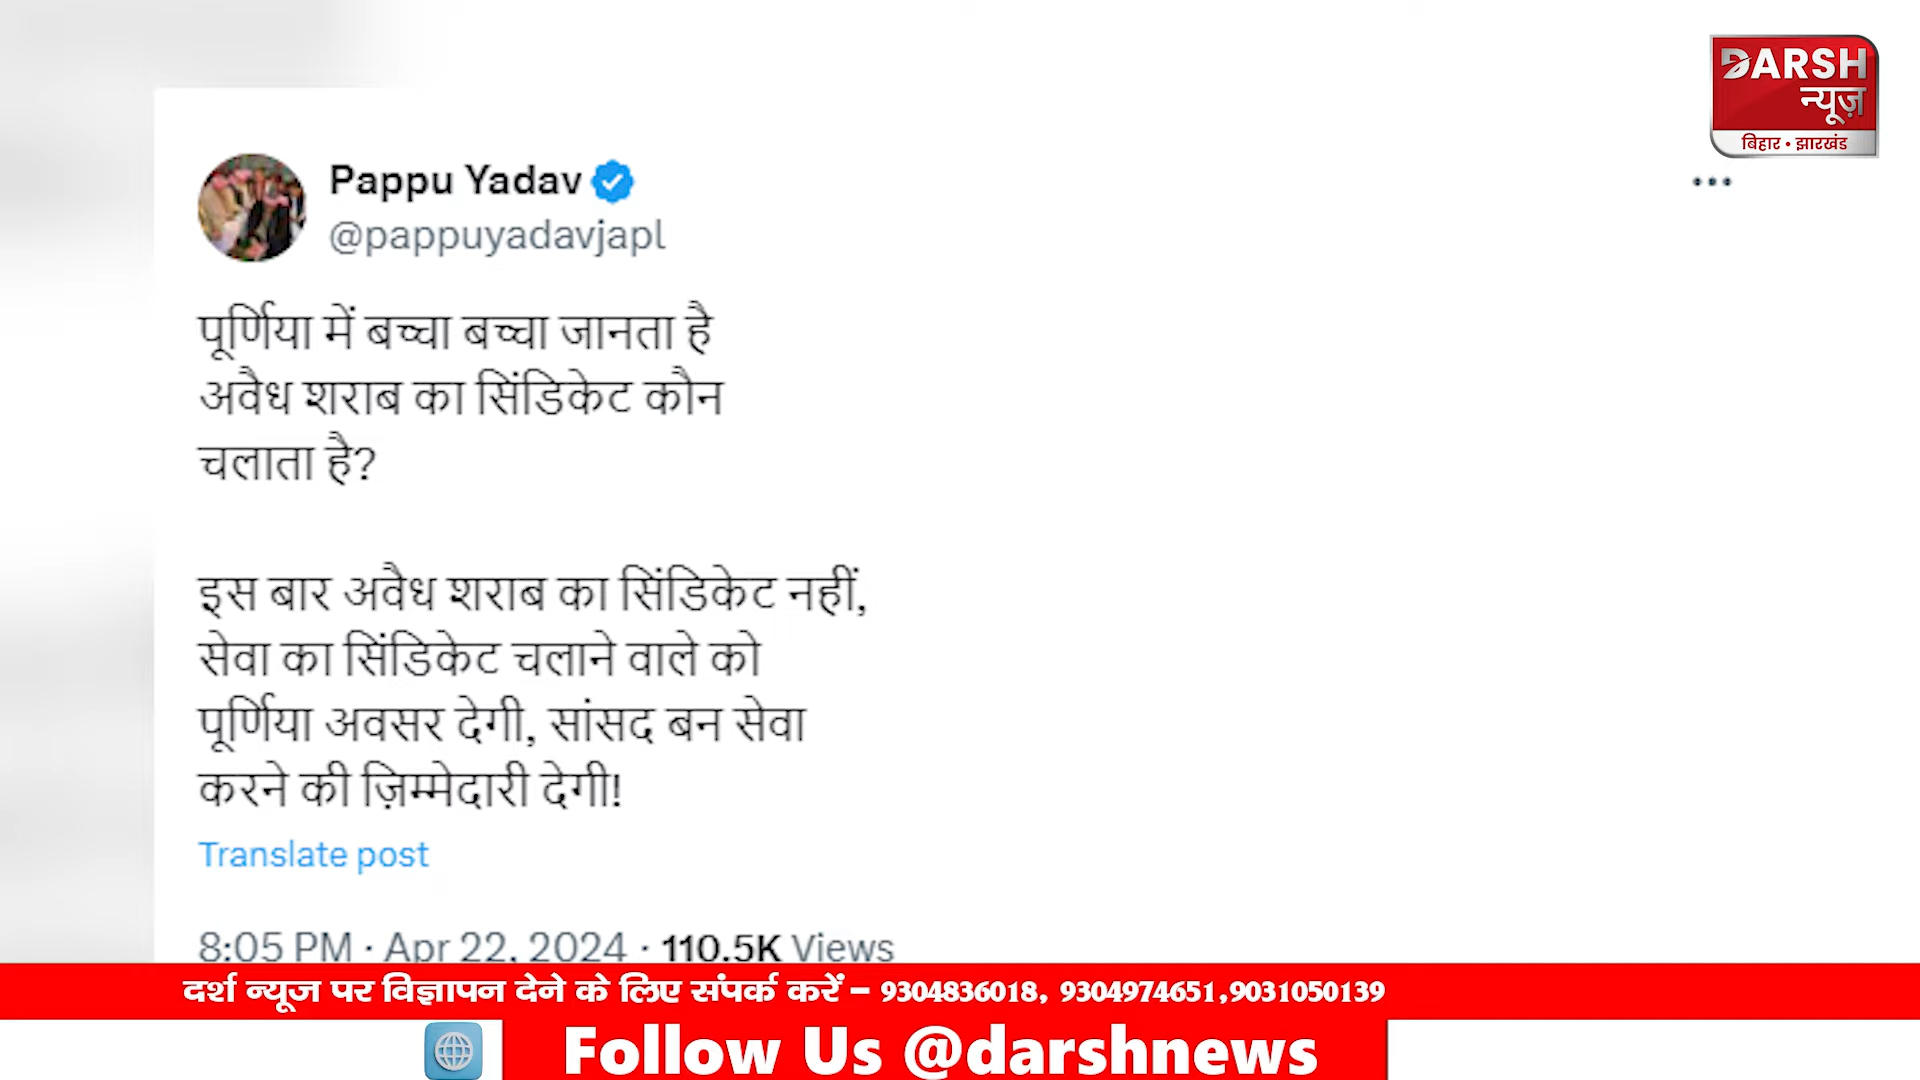 DARSH
न्यूज़
बिहार • झारखंड
Pappu Yadav
@pappuyadavjapl
पूर्णिया में बच्चा बच्चा जानता है
अवैध शराब का सिंडिकेट कौन
चलाता है?
इस बार अवैध शराब का सिंडिकेट नहीं,
सेवा का सिंडिकेट चलाने वाले को
पूर्णिया अवसर देगी, सांसद बन सेवा
करने की ज़िम्मेदारी देगी!
Translate post
8:05 PM · Apr 22, 2024 · 110.5K Views
दर्श न्यूज पर विज्ञापन देने के लिए संपर्क करें – 9304836018, 9304974651,9031050139
Follow Us @darshnews